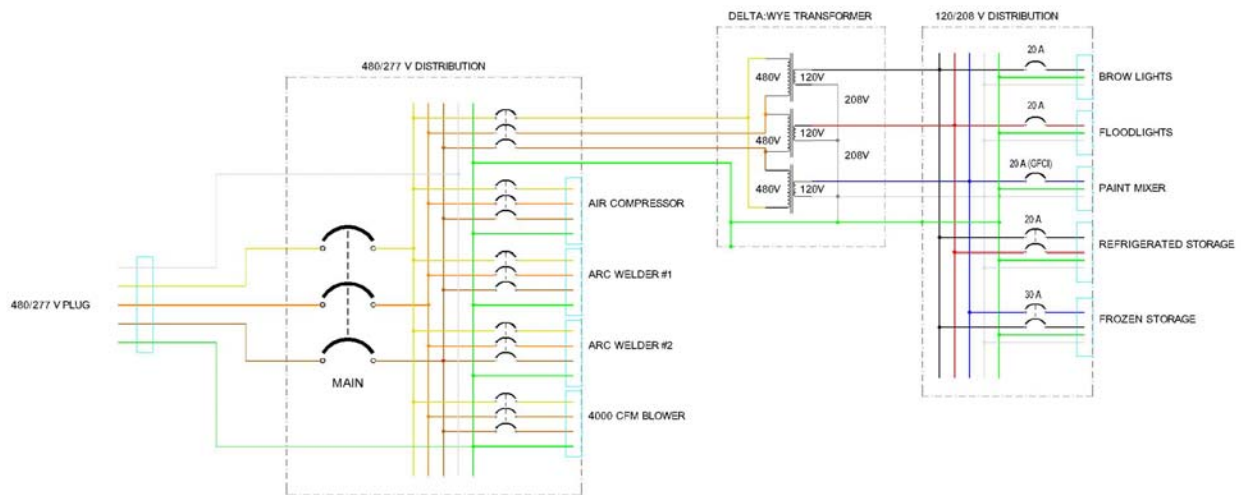 DELTA:WYE TRANSFORMER
120/208 V DISTRIBUTION
480/277 V DISTRIBUTION
480V
120V
208V
480V
120V
208V
480V
120V
20 A
BROW LIGHTS
20 A
FLOODLIGHTS
20 A (GFCI)
PAINT MIXER
20 A
REFRIGERATED STORAGE
30 A
FROZEN STORAGE
AIR COMPRESSOR
ARC WELDER #1
480/277 V PLUG
ARC WELDER #2
MAIN
4000 CFM BLOWER